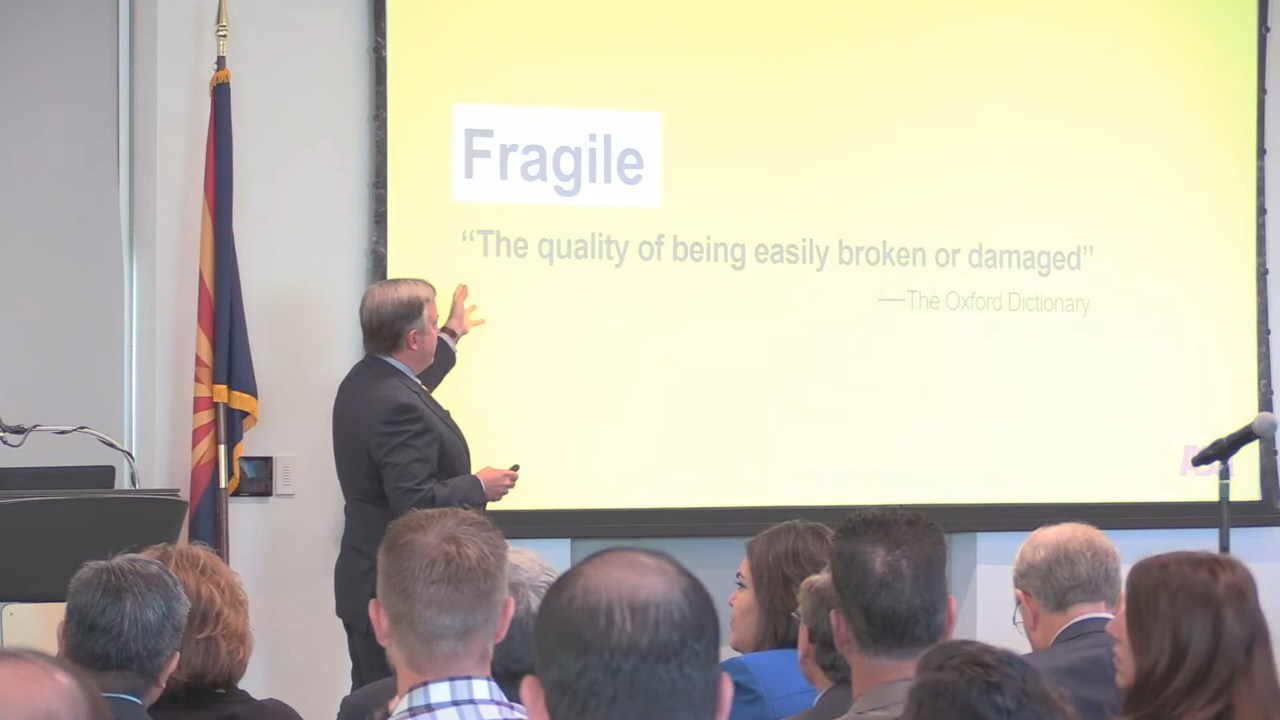 Fragile
“The quality of being easily broken or damaged”
—The Oxford Dictionary